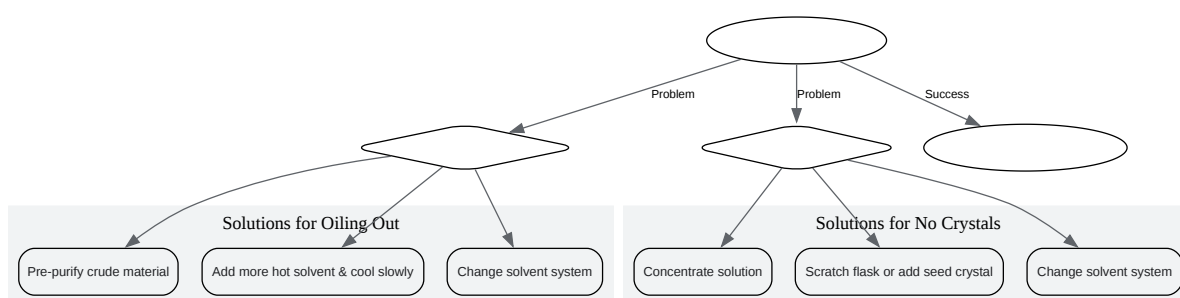 Problem
Problem
Success
Solutions for Oiling Out
Solutions for No Crystals
Pre-purify crude material
Add more hot solvent & cool slowly
Change solvent system
Concentrate solution
Scratch flask or add seed crystal
Change solvent system